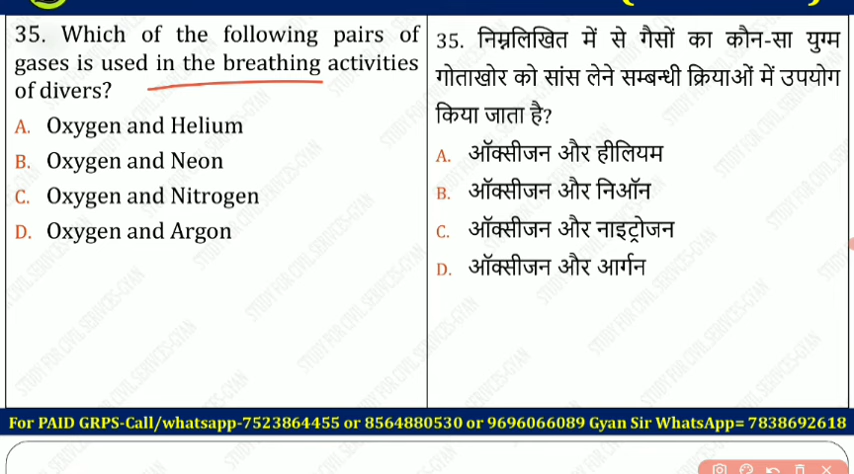 35. Which of the following pairs of
gases is used in the breathing activities
of divers?
A. Oxygen and Helium
B. Oxygen and Neon
C. Oxygen and Nitrogen
D. Oxygen and Argon
35. निम्नलिखित में से गैसों का कौन-सा युग्म
गोताखोर को सांस लेने सम्बन्धी क्रियाओं में उपयोग
किया जाता है?
A. ऑक्सीजन और हीलियम
B. ऑक्सीजन और निऑन
C. ऑक्सीजन और नाइट्रोजन
D. ऑक्सीजन और आर्गन
For PAID GRPS-Call/whatsapp-7523864455 or 8564880530 or 9696066089 Gyan Sir WhatsApp= 7838692618